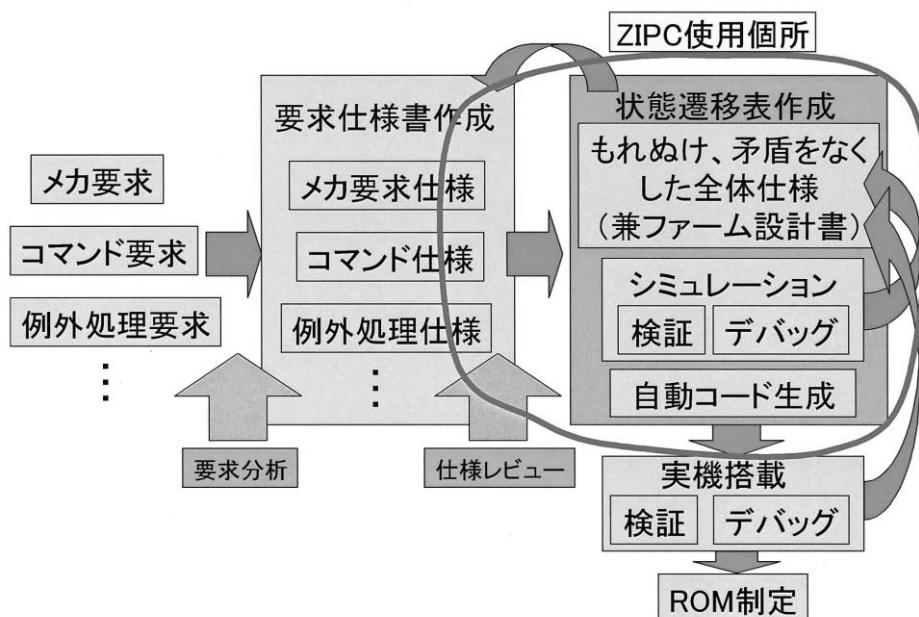 ZIPC使用個所
要求仕様書作成
状態遷移表作成
もれぬけ、矛盾をなく
した全体仕様
(兼ファーム設計書)
メカ要求
コマンド要求
例外処理要求
⋮
メカ要求仕様
コマンド仕様
例外処理仕様
⋮
シミュレーション
検証
デバッグ
自動コード生成
要求分析
仕様レビュー
実機搭載
検証
デバッグ
ROM制定